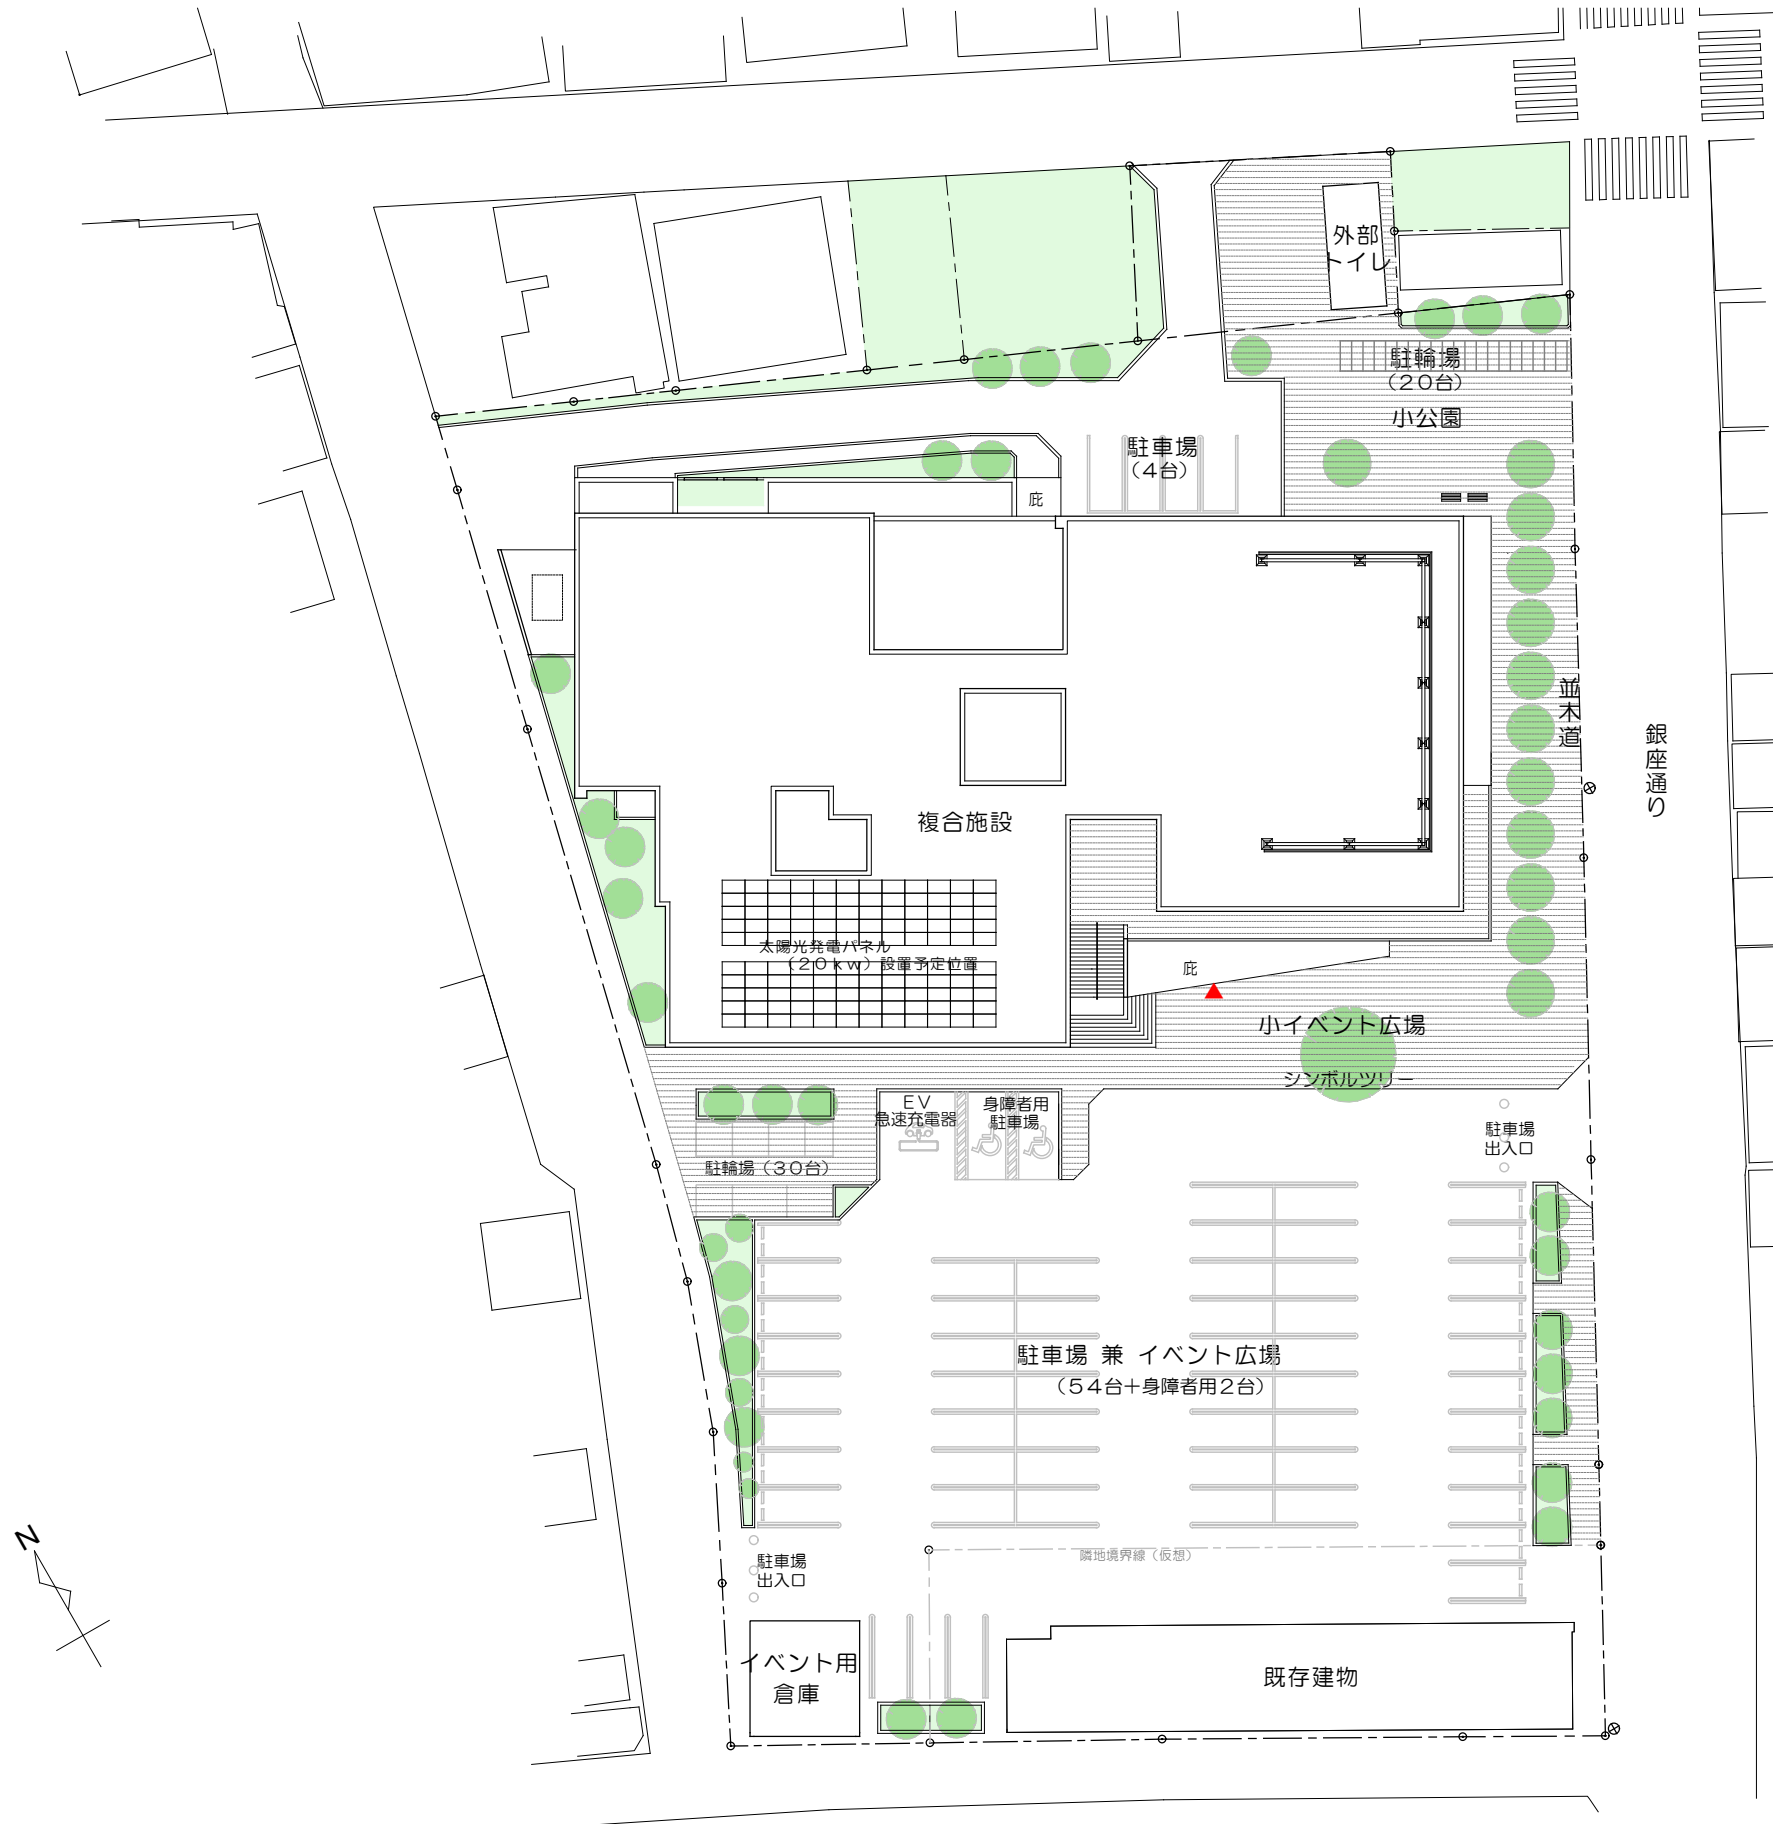 外部
トイレ
駐輪場
（２０台）
小公園
駐車場
（４台）
庇
並木道
銀座通り
複合施設
太陽光発電パネル
（２０ｋｗ）設置予定位置
庇
小イベント広場
シンボルツリー
ＥＶ
急速充電器
身障者用
駐車場
駐車場
出入口
駐輪場（３０台）
駐車場 兼 イベント広場
（５４台＋身障者用２台）
隣地境界線（仮想）
駐車場
出入口
イベント用
倉庫
既存建物
N